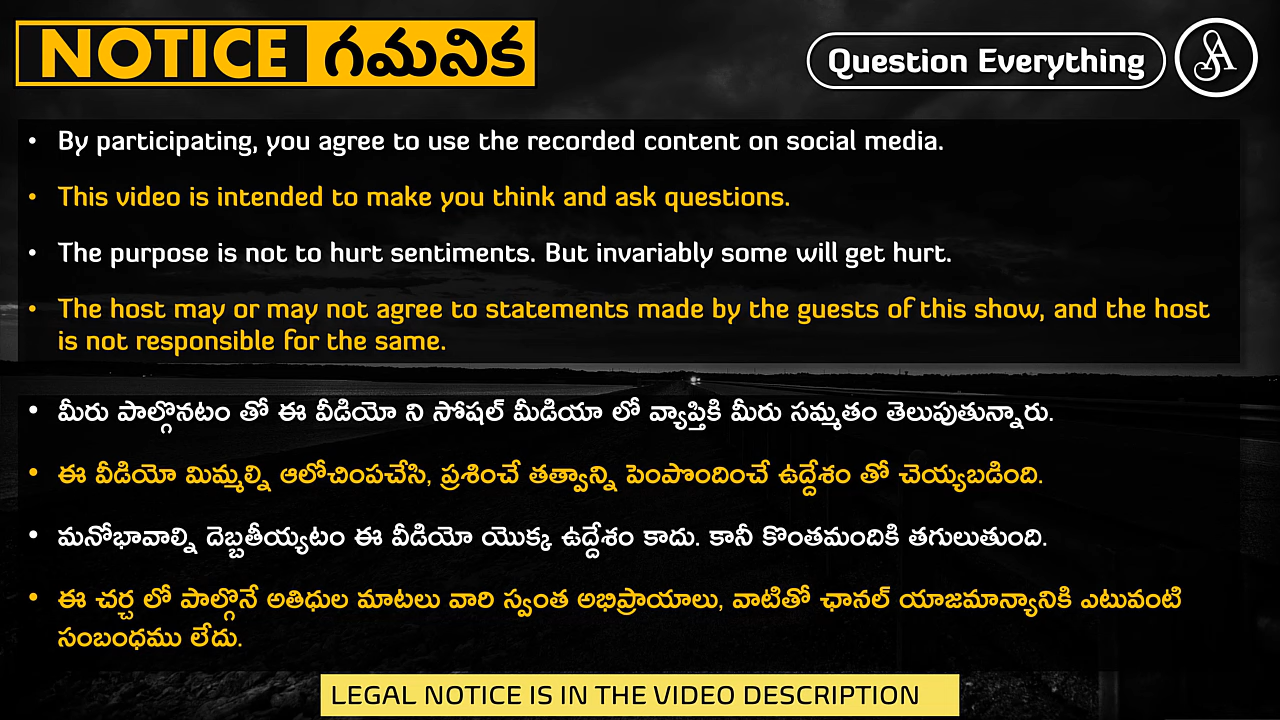 NOTICE గమనిక
Question Everything
• By participating, you agree to use the recorded content on social media.
• This video is intended to make you think and ask questions.
• The purpose is not to hurt sentiments. But invariably some will get hurt.
• The host may or may not agree to statements made by the guests of this show, and the host
is not responsible for the same.
• మీరు పాల్గొనటం తో ఈ వీడియో ని సోషల్ మీడియా లో వ్యాప్తికి మీరు సమ్మతం తెలుపుతున్నారు.
• ఈ వీడియో మిమ్మల్ని ఆలోచింపచేసి, ప్రశించే తత్వాన్ని పెంపొందించే ఉద్దేశం తో చెయ్యబడింది.
• మనోభావాల్ని దెబ్బతీయ్యటం ఈ వీడియో యొక్క ఉద్దేశం కాదు. కానీ కొంతమందికి తగులుతుంది.
• ఈ చర్చ లో పాల్గొనే అతిధుల మాటలు వారి స్వంత అభిప్రాయాలు, వాటితో ఛానల్ యాజమాన్యానికి ఎటువంటి
సంబంధము లేదు.
LEGAL NOTICE IS IN THE VIDEO DESCRIPTION